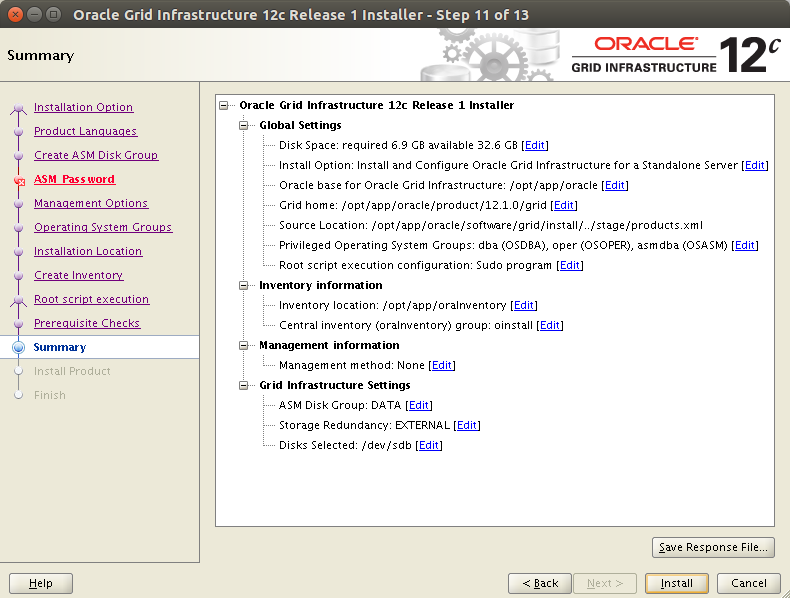 Oracle Grid Infrastructure 12c Release 1 Installer - Step 11 of 13
Summary
ORACLE®
GRID INFRASTRUCTURE
12c
Installation Option
Product Languages
Create ASM Disk Group
ASM Password
Management Options
Operating System Groups
Installation Location
Create Inventory
Root script execution
Prerequisite Checks
Summary
Install Product
Finish
Oracle Grid Infrastructure 12c Release 1 Installer
Global Settings
Disk Space: required 6.9 GB available 32.6 GB [Edit]
Install Option: Install and Configure Oracle Grid Infrastructure for a Standalone Server [Edit]
Oracle base for Oracle Grid Infrastructure: /opt/app/oracle [Edit]
Grid home: /opt/app/oracle/product/12.1.0/grid [Edit]
Source Location: /opt/app/oracle/software/grid/install/../stage/products.xml
Privileged Operating System Groups: dba (OSDBA), oper (OSOPER), asmdba (OSASM) [Edit]
Root script execution configuration: Sudo program [Edit]
Inventory information
Inventory location: /opt/app/oraInventory [Edit]
Central inventory (oraInventory) group: oinstall [Edit]
Management information
Management method: None [Edit]
Grid Infrastructure Settings
ASM Disk Group: DATA [Edit]
Storage Redundancy: EXTERNAL [Edit]
Disks Selected: /dev/sdb [Edit]
Save Response File...
Help
< Back
Next >
Install
Cancel